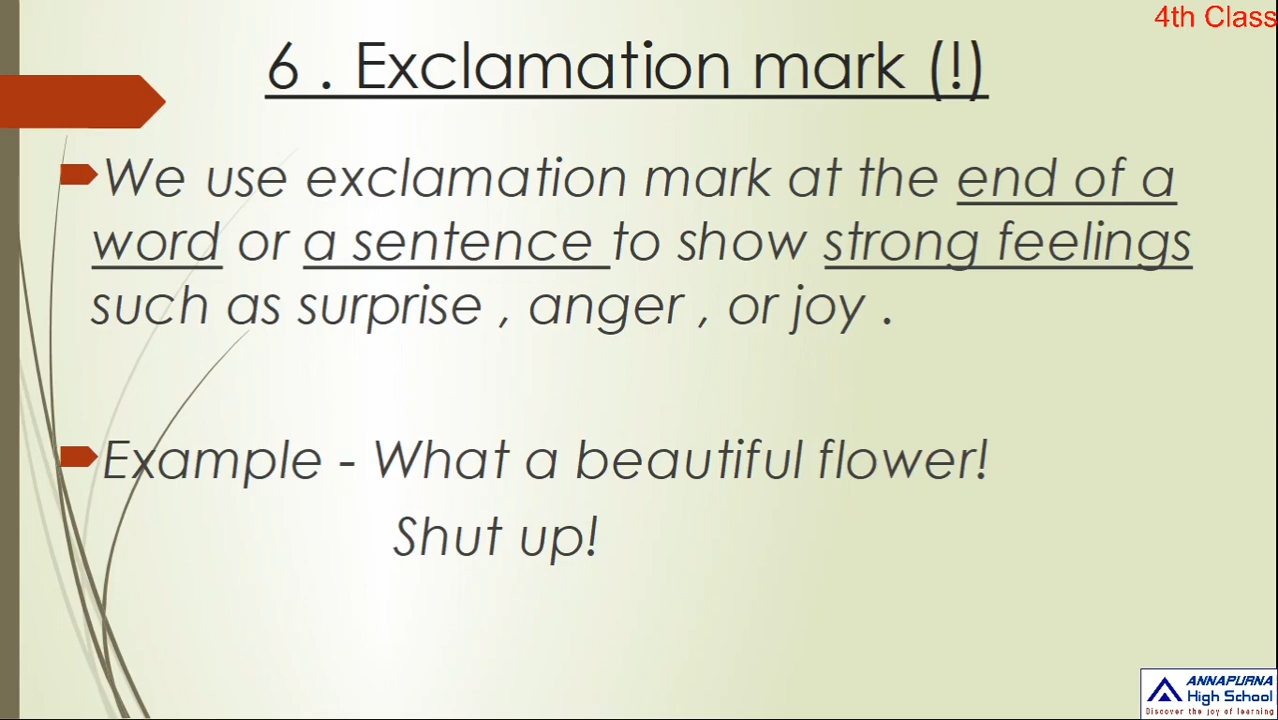 4th Class
6 . Exclamation mark (!)
We use exclamation mark at the end of a
word or a sentence to show strong feelings
such as surprise , anger , or joy .
Example - What a beautiful flower!
Shut up!
ANNAPURNA
High School
Discover the joy of learning